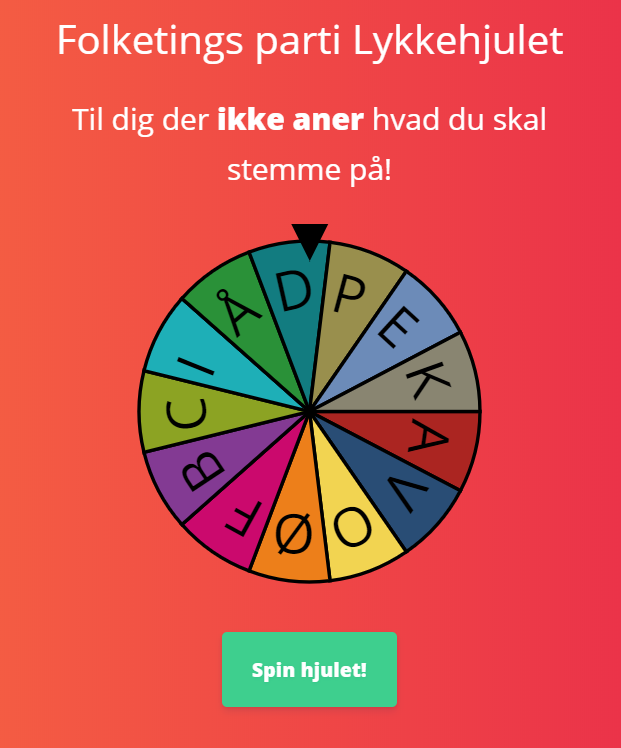 Folketings parti Lykkehjulet
Til dig der ikke aner hvad du skal
stemme på!
D
P
E
K
A
V
O
Ø
F
B
C
I
Å
Spin hjulet!